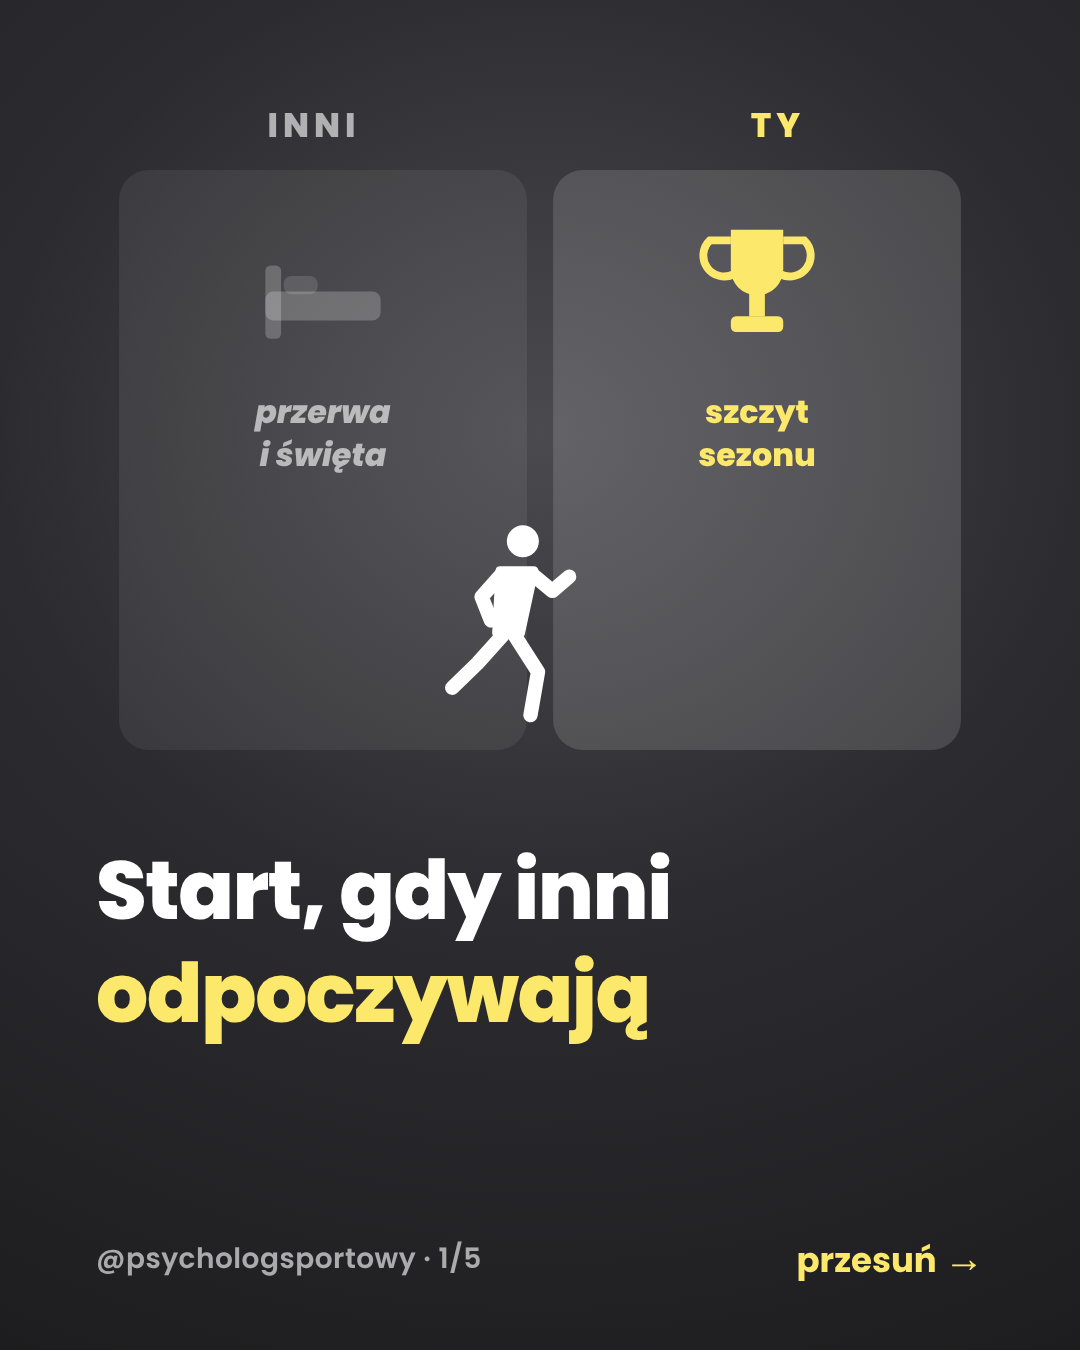 INNI
TY
przerwa
i święta
szczyt
sezonu
Start, gdy inni
odpoczywają
@psychologsportowy · 1/5
przesuń →